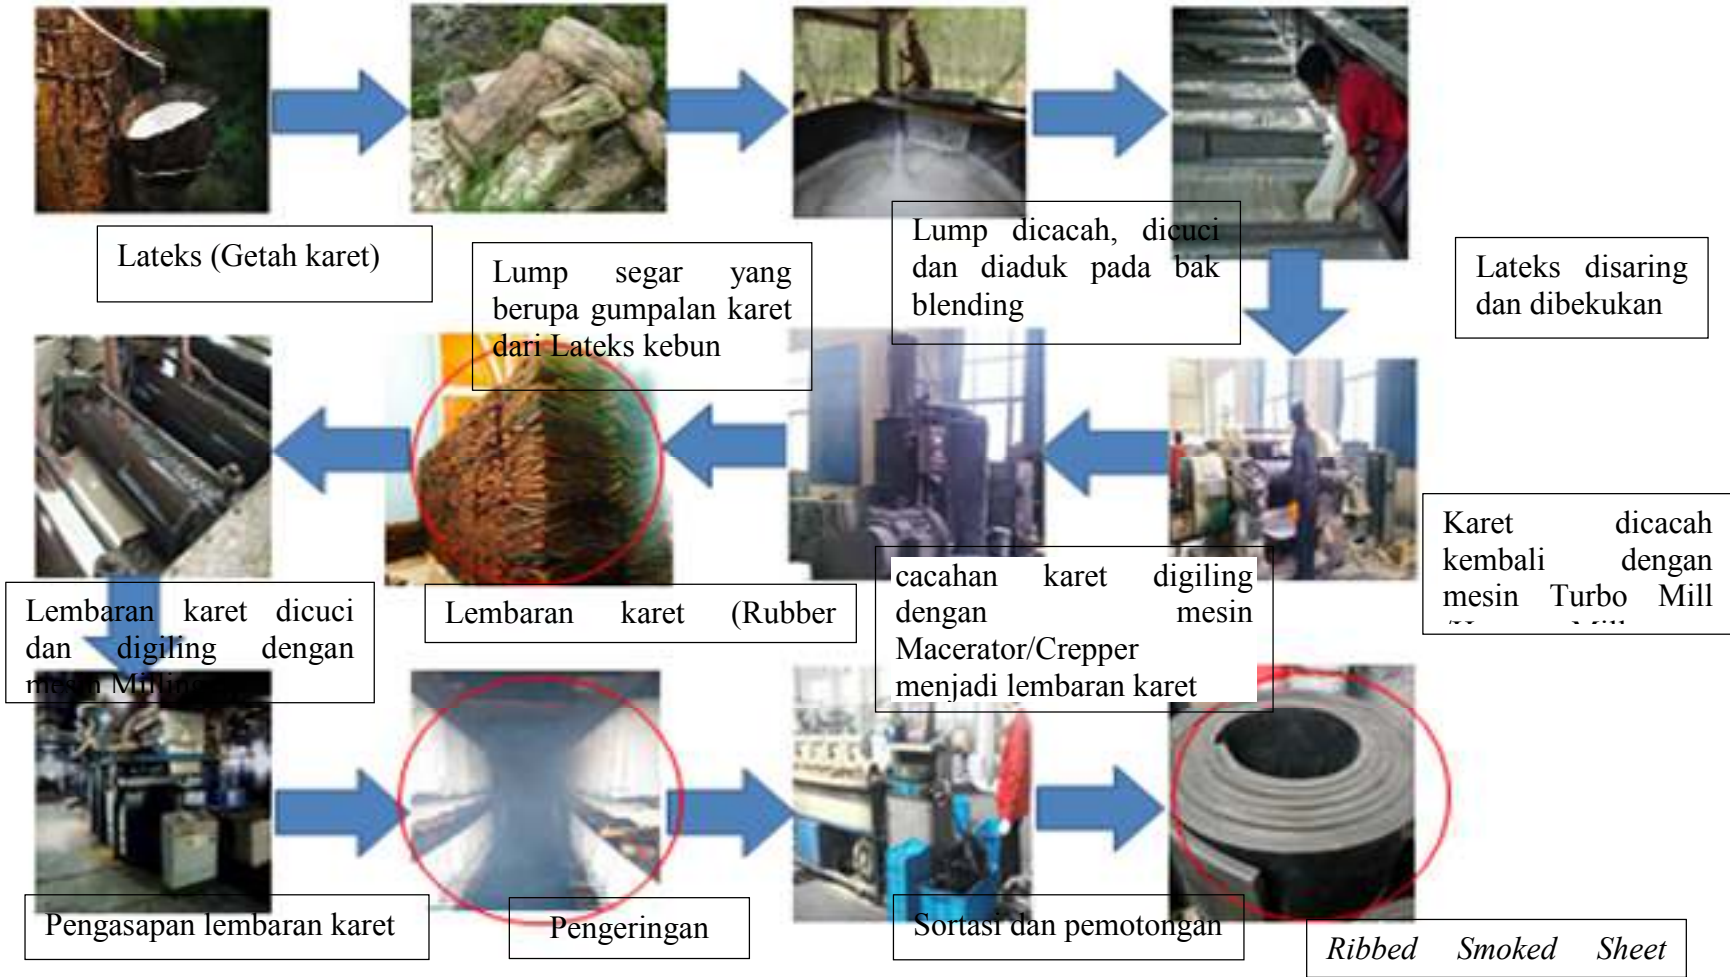 Lateks (Getah karet)
Lump segar yang
berupa gumpalan karet
dari Lateks kebun
Lump dicacah, dicuci
dan diaduk pada bak
blending
Lateks disaring
dan dibekukan
Karet dicacah
kembali dengan
mesin Turbo Mill
cacahan karet digiling
dengan mesin
Macerator/Crepper
menjadi lembaran karet
Lembaran karet (Rubber
Lembaran karet dicuci
dan digiling dengan
mesin Milling
Pengasapan lembaran karet
Pengeringan
Sortasi dan pemotongan
Ribbed Smoked Sheet